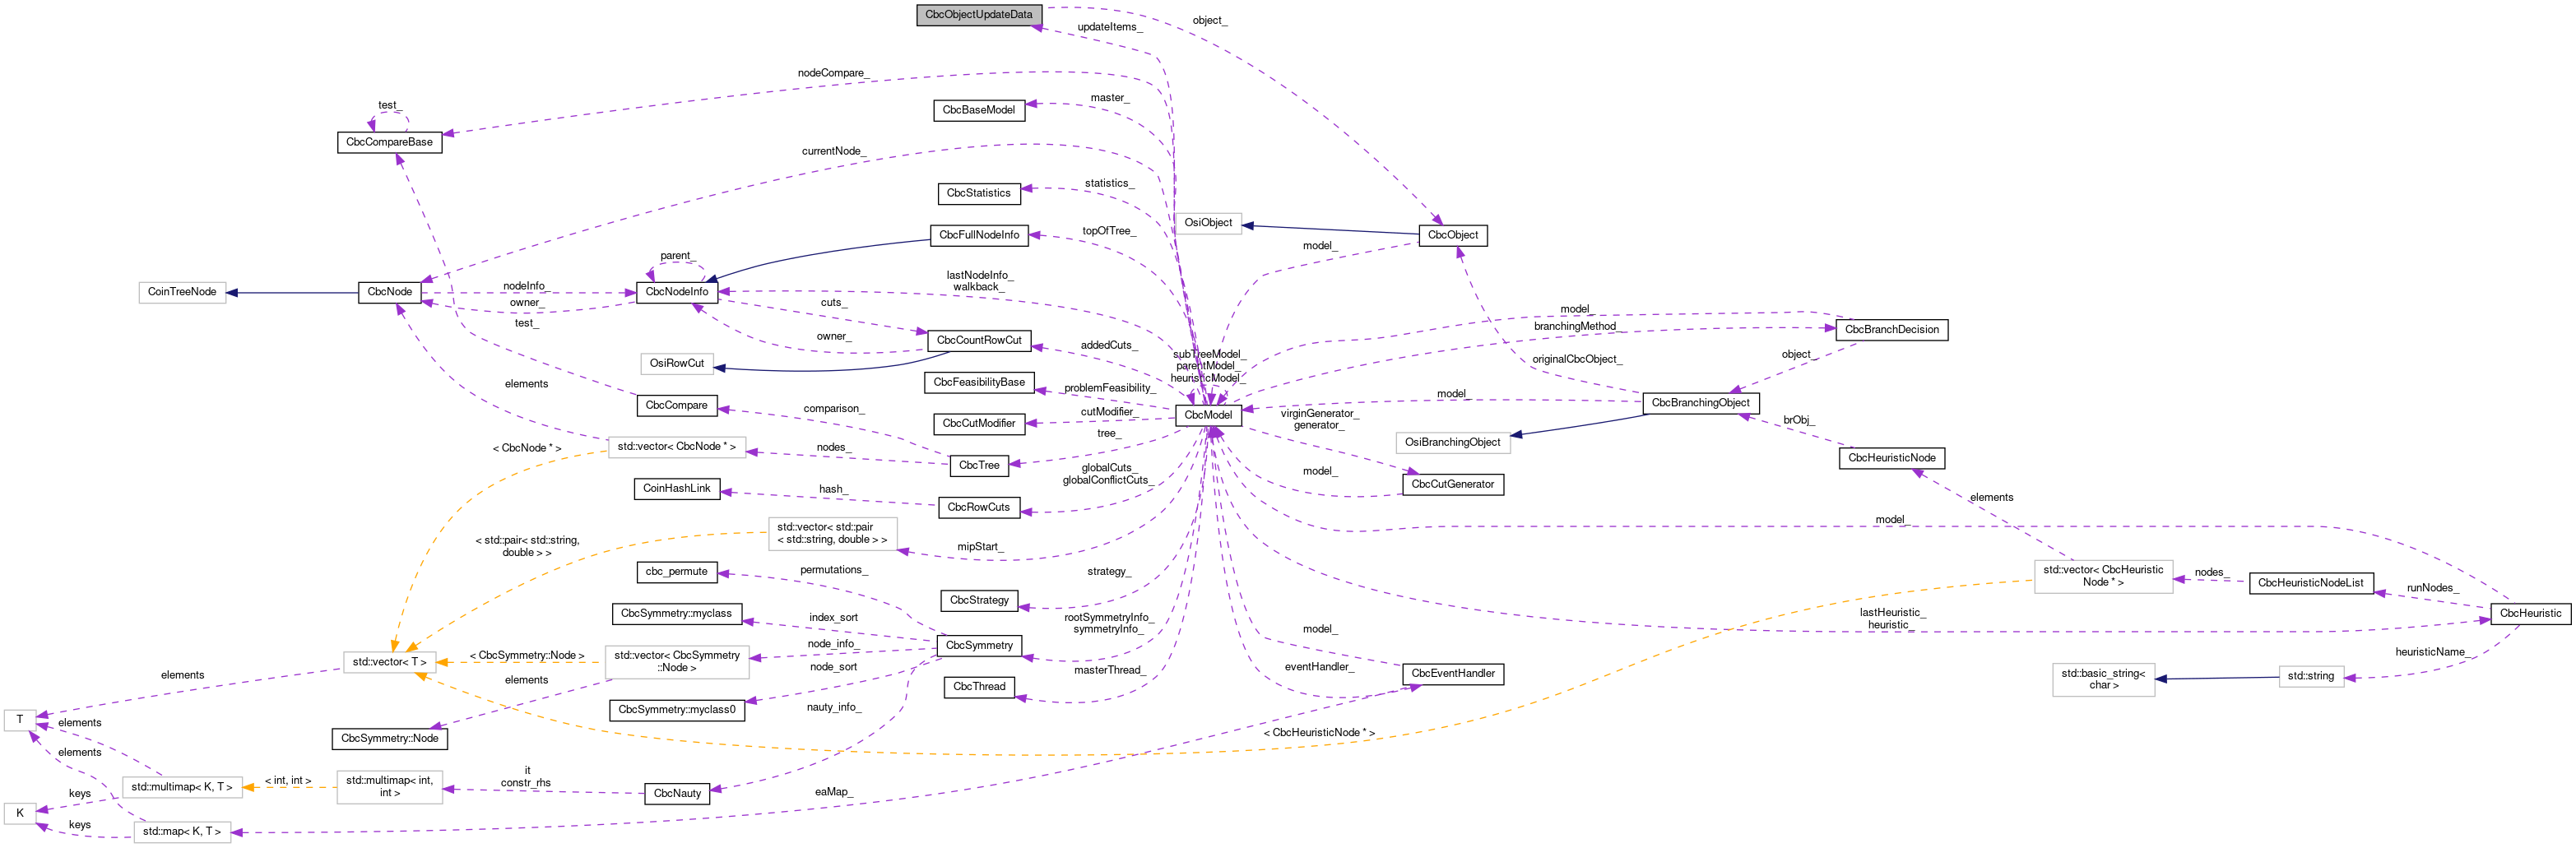 CbcObjectUpdateData
object_
updateItems_
nodeCompare_
master_
CbcBaseModel
test_
CbcCompareBase
currentNode_
statistics_
CbcStatistics
OsiObject
CbcObject
topOfTree_
CbcFullNodeInfo
model_
parent_
lastNodeInfo_
walkback_
CoinTreeNode
CbcNode
nodeInfo_
CbcNodeInfo
owner_
cuts_
model_
branchingMethod_
CbcBranchDecision
test_
owner_
CbcCountRowCut
addedCuts_
subTreeModel_
parentModel_
heuristicModel_
object_
OsiRowCut
originalCbcObject_
elements
CbcFeasibilityBase
problemFeasibility_
model_
CbcBranchingObject
CbcCompare
comparison_
CbcModel
CbcCutModifier
cutModifier_
virginGenerator_
generator_
brObj_
tree_
OsiBranchingObject
< CbcNode * >
std::vector< CbcNode * >
nodes_
CbcTree
CbcHeuristicNode
globalCuts_
globalConflictCuts_
model_
CbcCutGenerator
CoinHashLink
hash_
CbcRowCuts
elements
std::vector< std::pair
< std::string, double > >
model_
< std::pair< std::string,
double > >
mipStart_
cbc_permute
permutations_
strategy_
std::vector< CbcHeuristic
Node * >
nodes_
CbcHeuristicNodeList
runNodes_
CbcStrategy
CbcSymmetry::myclass
index_sort
rootSymmetryInfo_
symmetryInfo_
lastHeuristic_
heuristic_
CbcHeuristic
model_
CbcSymmetry
node_info_
std::vector< T >
< CbcSymmetry::Node >
std::vector< CbcSymmetry
::Node >
node_sort
heuristicName_
elements
elements
masterThread_
eventHandler_
CbcEventHandler
std::basic_string<
char >
std::string
CbcThread
CbcSymmetry::myclass0
nauty_info_
T
elements
CbcSymmetry::Node
< CbcHeuristicNode * >
elements
std::multimap< K, T >
< int, int >
std::multimap< int,
int >
it
constr_rhs
CbcNauty
eaMap_
keys
K
keys
std::map< K, T >